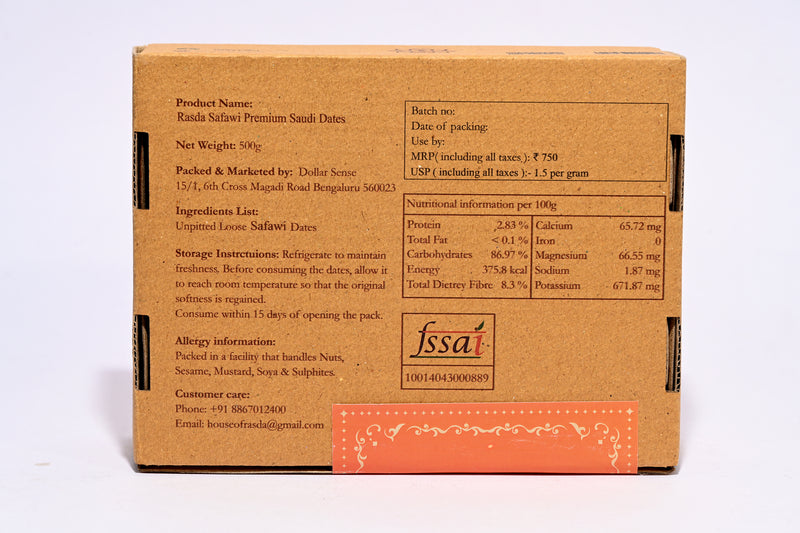 Product Name:
Rasda Safawi Premium Saudi Dates
Net Weight: 500g
Packed & Marketed by: Dollar Sense
15/1, 6th Cross Magadi Road Bengaluru 560023
Ingredients List:
Unpitted Loose Safawi Dates
Storage Instrctuions: Refrigerate to maintain
freshness. Before consuming the dates, allow it
to reach room temperature so that the original
softness is regained.
Consume within 15 days of opening the pack.
Allergy information:
Packed in a facility that handles Nuts,
Sesame, Mustard, Soya & Sulphites.
Customer care:
Phone: +91 8867012400
Email: houseofrasda@gmail.com
Batch no:
Date of packing:
Use by:
MRP( including all taxes ): ₹ 750
USP ( including all taxes ):- 1.5 per gram
Nutritional information per 100g
Protein 2.83 % Calcium 65.72 mg
Total Fat < 0.1 % Iron 0
Carbohydrates 86.97 % Magnesium 66.55 mg
Energy 375.8 kcal Sodium 1.87 mg
Total Dietrey Fibre 8.3 % Potassium 671.87 mg
fssai
10014043000889